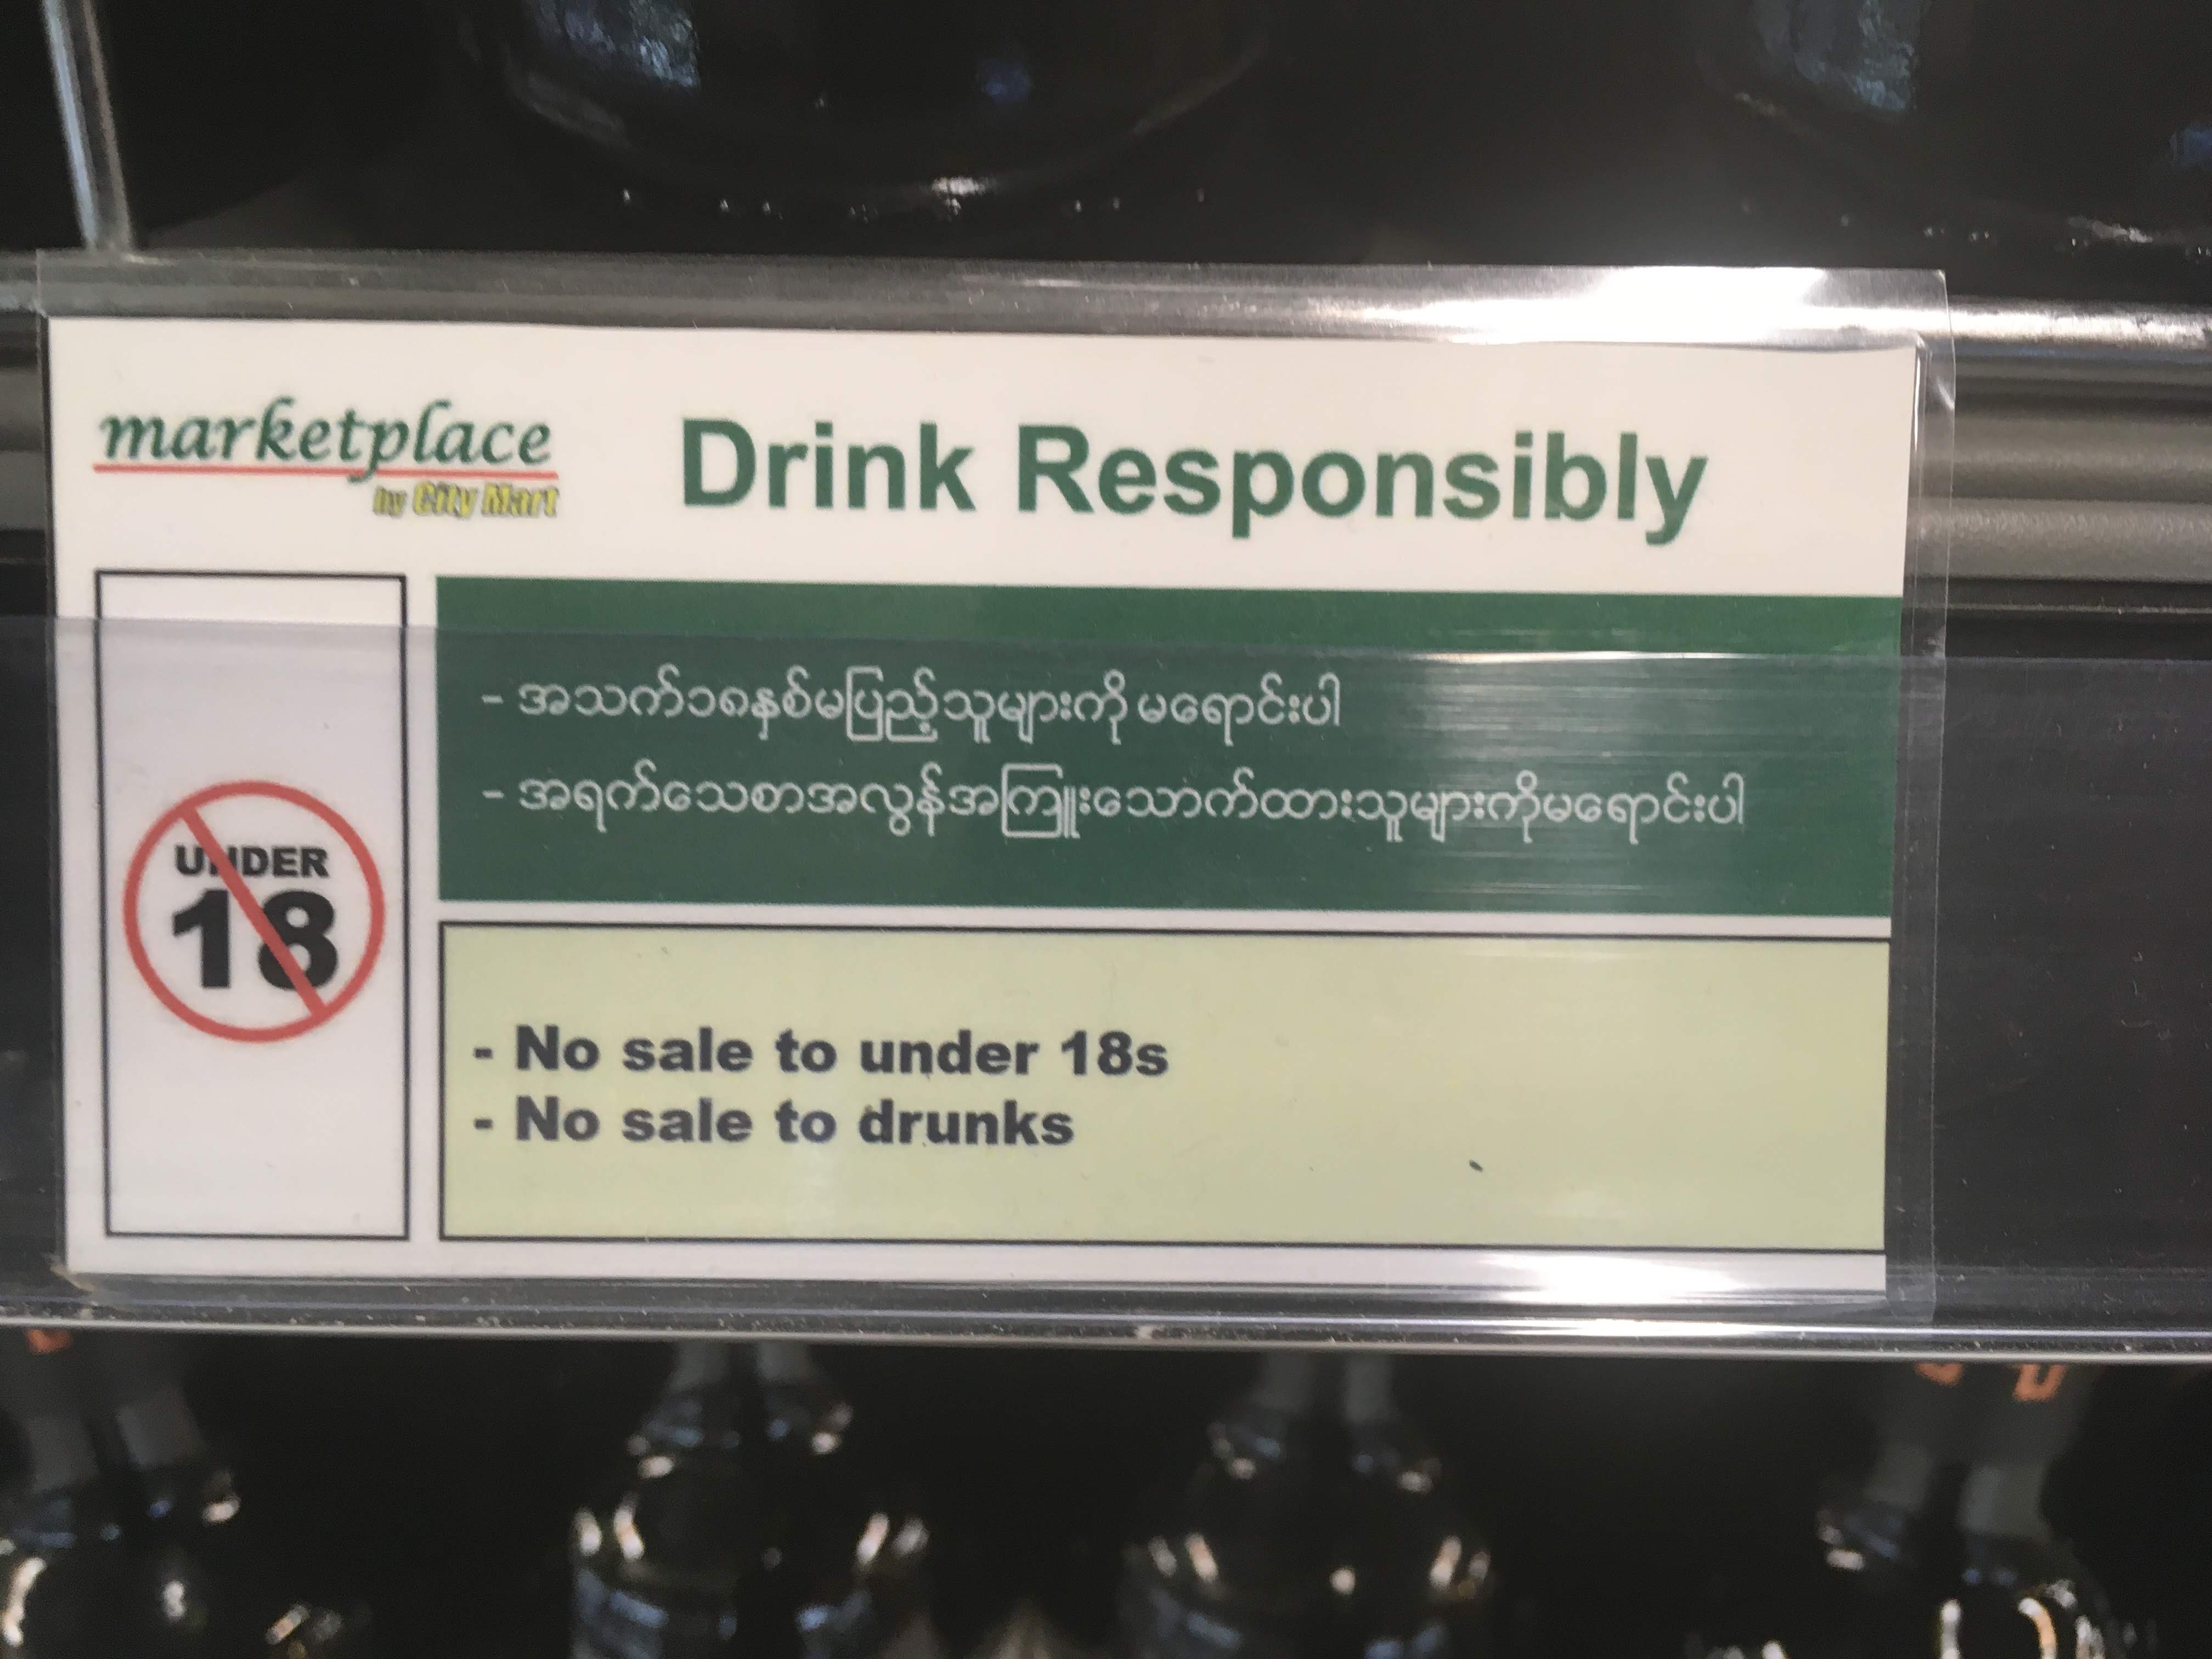 marketplace
by City Mart
Drink Responsibly
- အသက်၁၈နှစ်မပြည့်သူများကို မရောင်းပါ
- အရက်သေစာအလွန်အကြူးသောက်ထားသူများကိုမရောင်းပါ
UNDER
18
- No sale to under 18s
- No sale to drunks